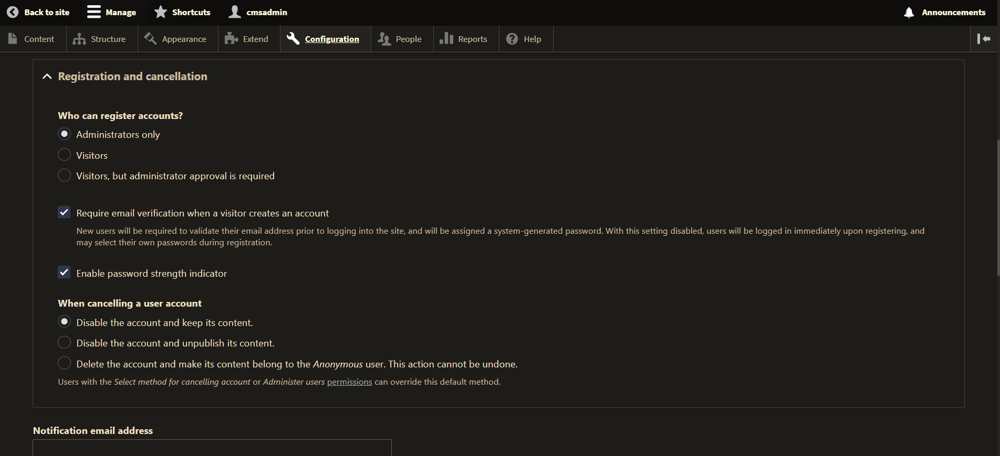 Back to site Manage Shortcuts cmsadmin Announcements
Content Structure Appearance Extend Configuration People Reports Help
Registration and cancellation
Who can register accounts?
Administrators only
Visitors
Visitors, but administrator approval is required
Require email verification when a visitor creates an account
New users will be required to validate their email address prior to logging into the site, and will be assigned a system-generated password. With this setting disabled, users will be logged in immediately upon registering, and
may select their own passwords during registration.
Enable password strength indicator
When cancelling a user account
Disable the account and keep its content.
Disable the account and unpublish its content.
Delete the account and make its content belong to the Anonymous user. This action cannot be undone.
Users with the Select method for cancelling account or Administer users permissions can override this default method.
Notification email address